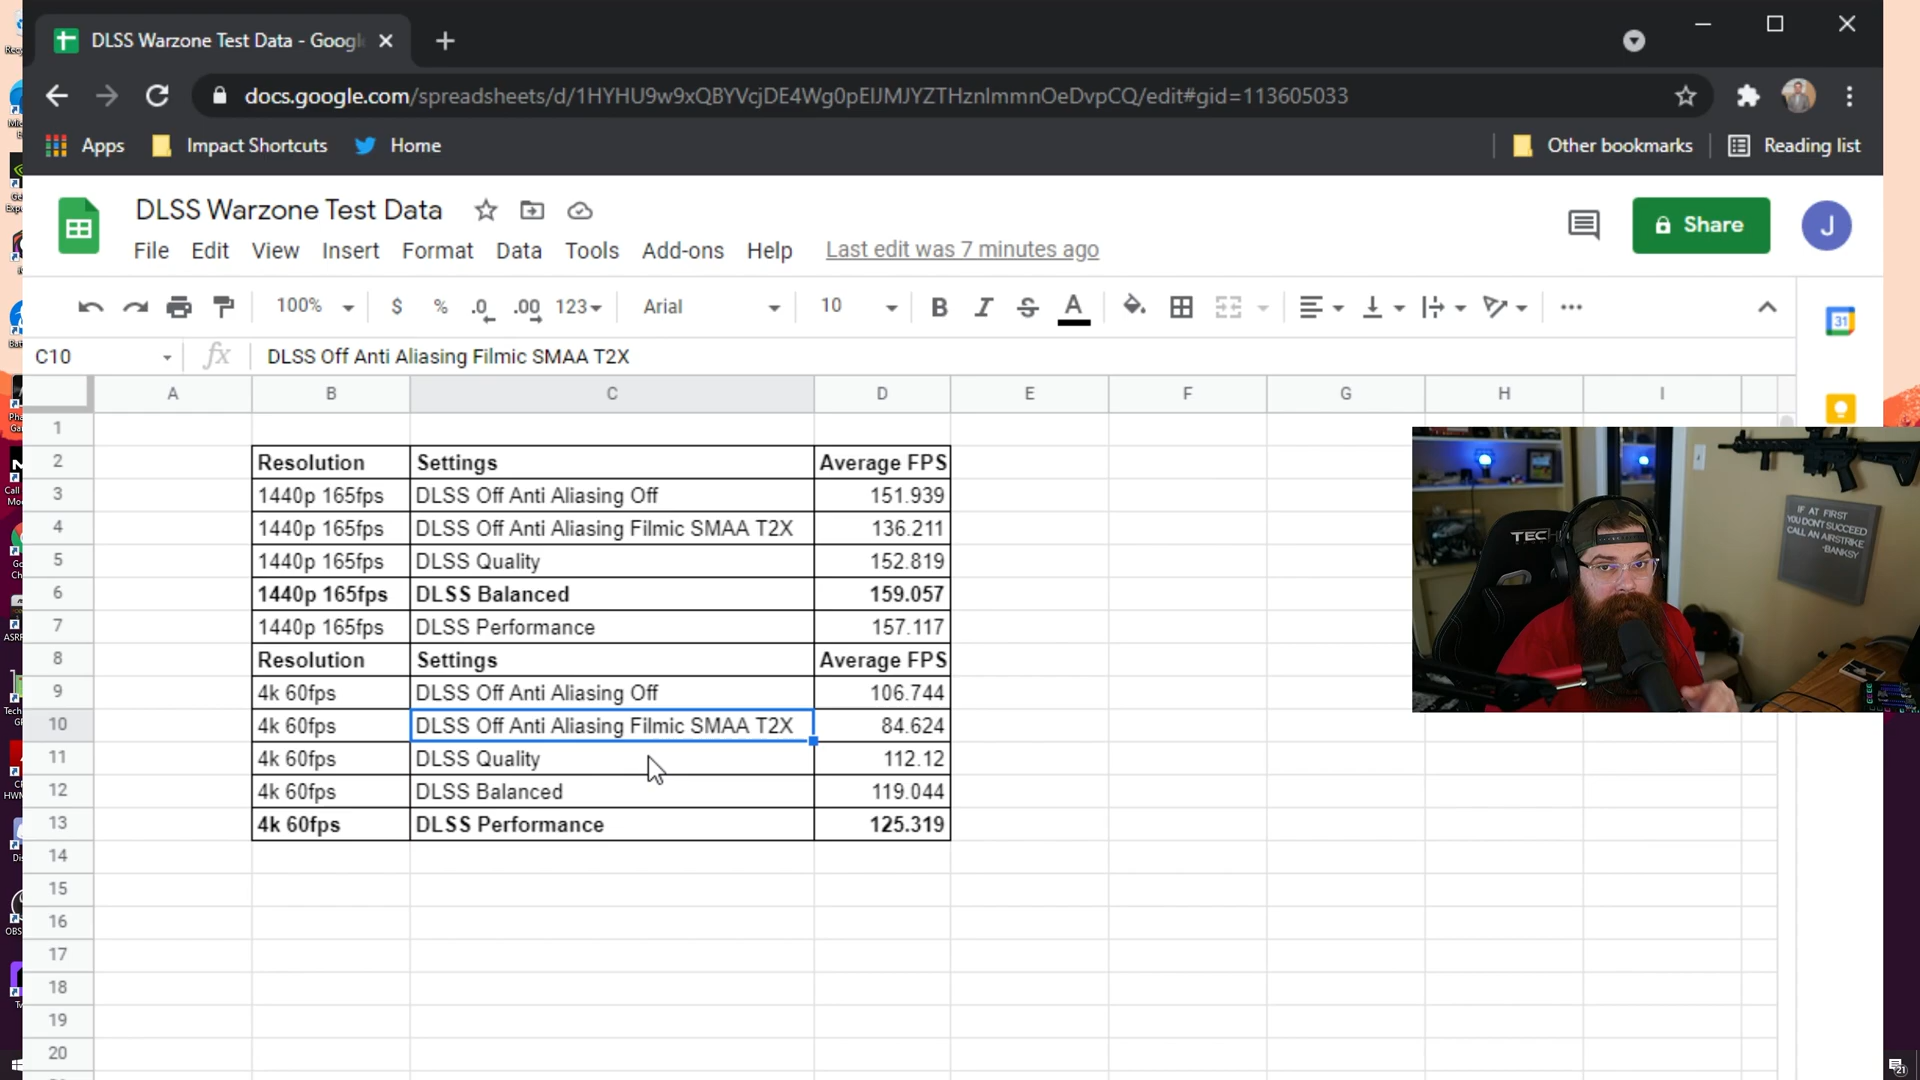 DLSS Warzone Test Data - Googl
docs.google.com/spreadsheets/d/1HYHU9w9xQBYVcjDE4Wg0pEIJMJYZTHznlmmnOeDvpCQ/edit#gid=113605033
Apps Impact Shortcuts Home Other bookmarks Reading list
DLSS Warzone Test Data
File Edit View Insert Format Data Tools Add-ons Help Last edit was 7 minutes ago
Share J
100% $ % .0 .00 123 Arial 10 B I S A ...
31
C10 fx DLSS Off Anti Aliasing Filmic SMAA T2X
A B C D E F G H I
1
2 Resolution Settings Average FPS
3 1440p 165fps DLSS Off Anti Aliasing Off 151.939
4 1440p 165fps DLSS Off Anti Aliasing Filmic SMAA T2X 136.211
5 1440p 165fps DLSS Quality 152.819
6 1440p 165fps DLSS Balanced 159.057
7 1440p 165fps DLSS Performance 157.117
8 Resolution Settings Average FPS
9 4k 60fps DLSS Off Anti Aliasing Off 106.744
10 4k 60fps DLSS Off Anti Aliasing Filmic SMAA T2X 84.624
11 4k 60fps DLSS Quality 112.12
12 4k 60fps DLSS Balanced 119.044
13 4k 60fps DLSS Performance 125.319
14
15
16
17
18
19
20
IF AT FIRST
YOU DON'T SUCCEED
CALL AN AIRSTRIKE
-BANKSY
TEC
21